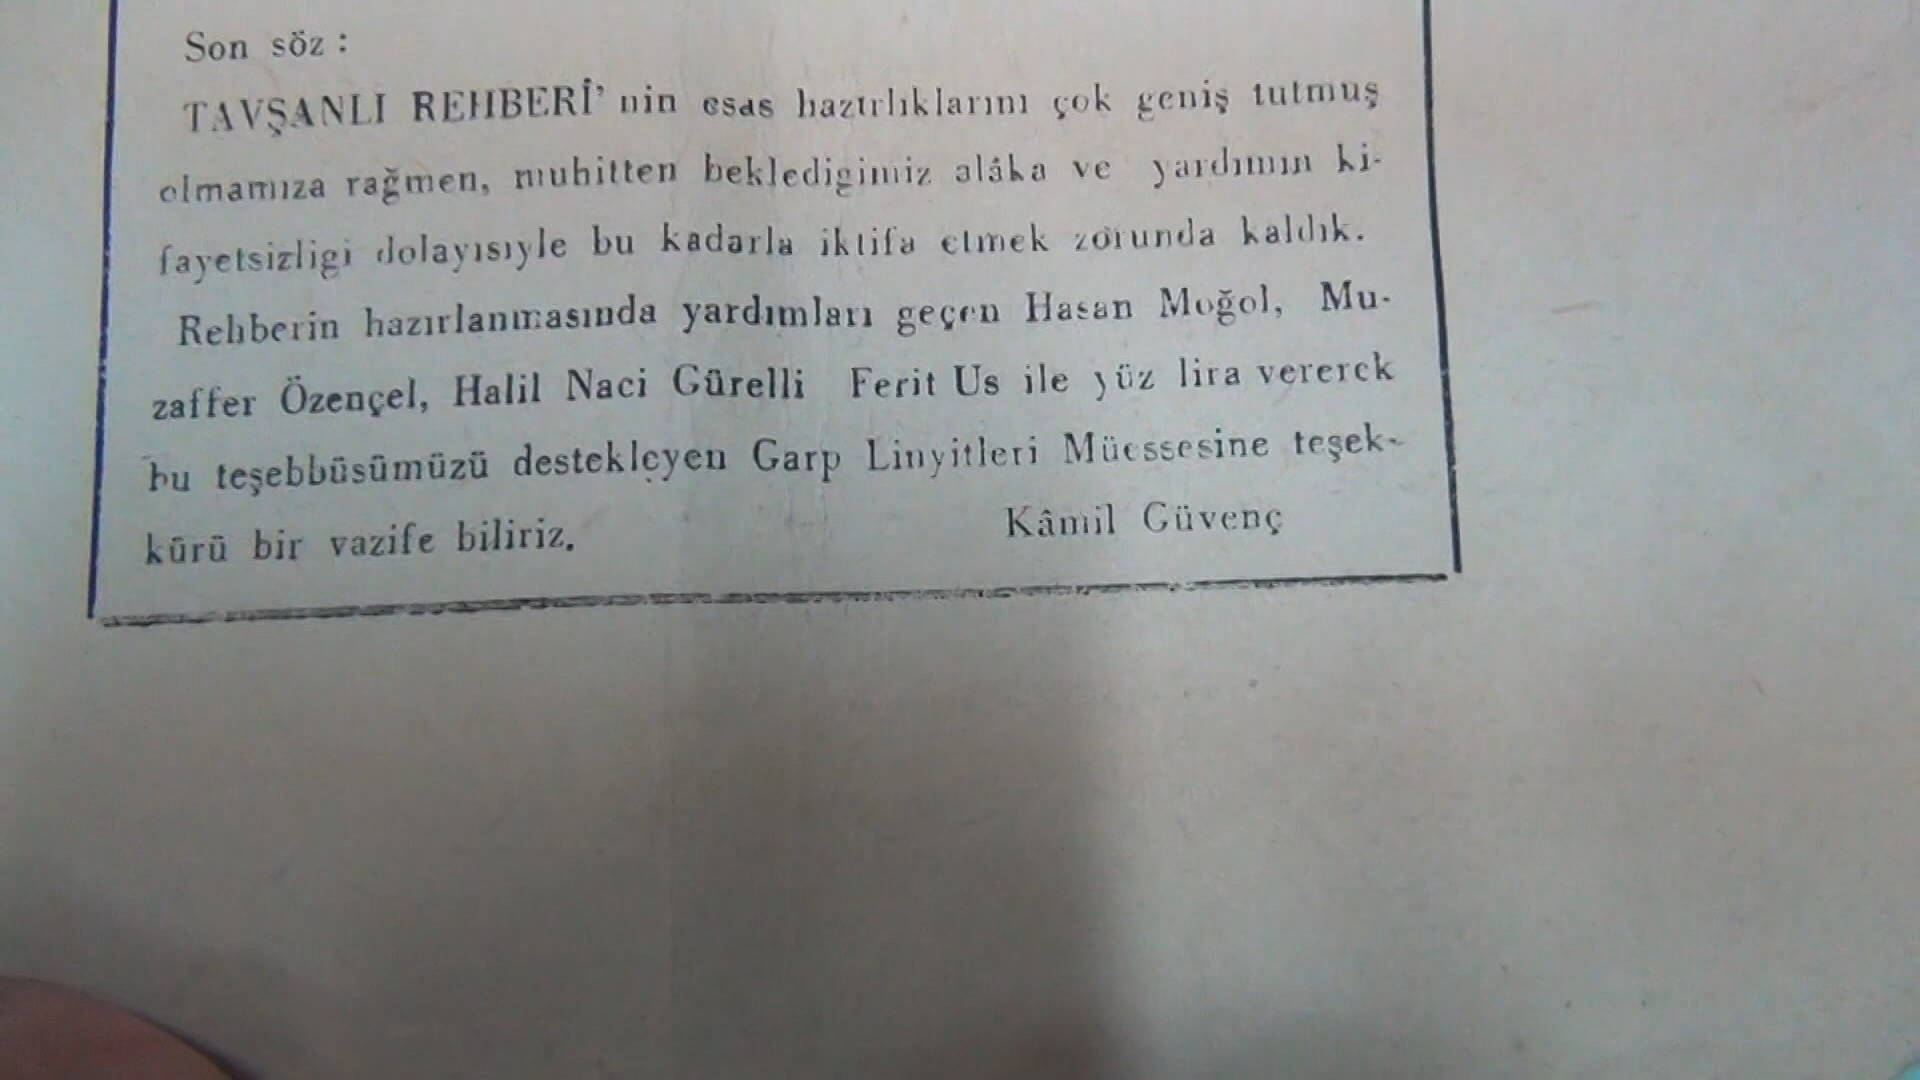 Son söz :
TAVŞANLI REHBERİ' nin esas hazırlıklarını çok geniş tutmuş
olmamıza rağmen, muhitten beklediğimiz alâka ve yardımın ki-
fayetsizligi dolayısıyle bu kadarla iktifa etmek zorunda kaldık.
Rehberin hazırlanmasında yardımları geçen Hasan Moğol, Mu-
zaffer Özençel, Halil Naci Gürelli Ferit Us ile yüz lira vererek
bu teşebbüsümüzü destekleyen Garp Linyitleri Müessesine teşek-
kürü bir vazife biliriz.
Kâmil Güvenç